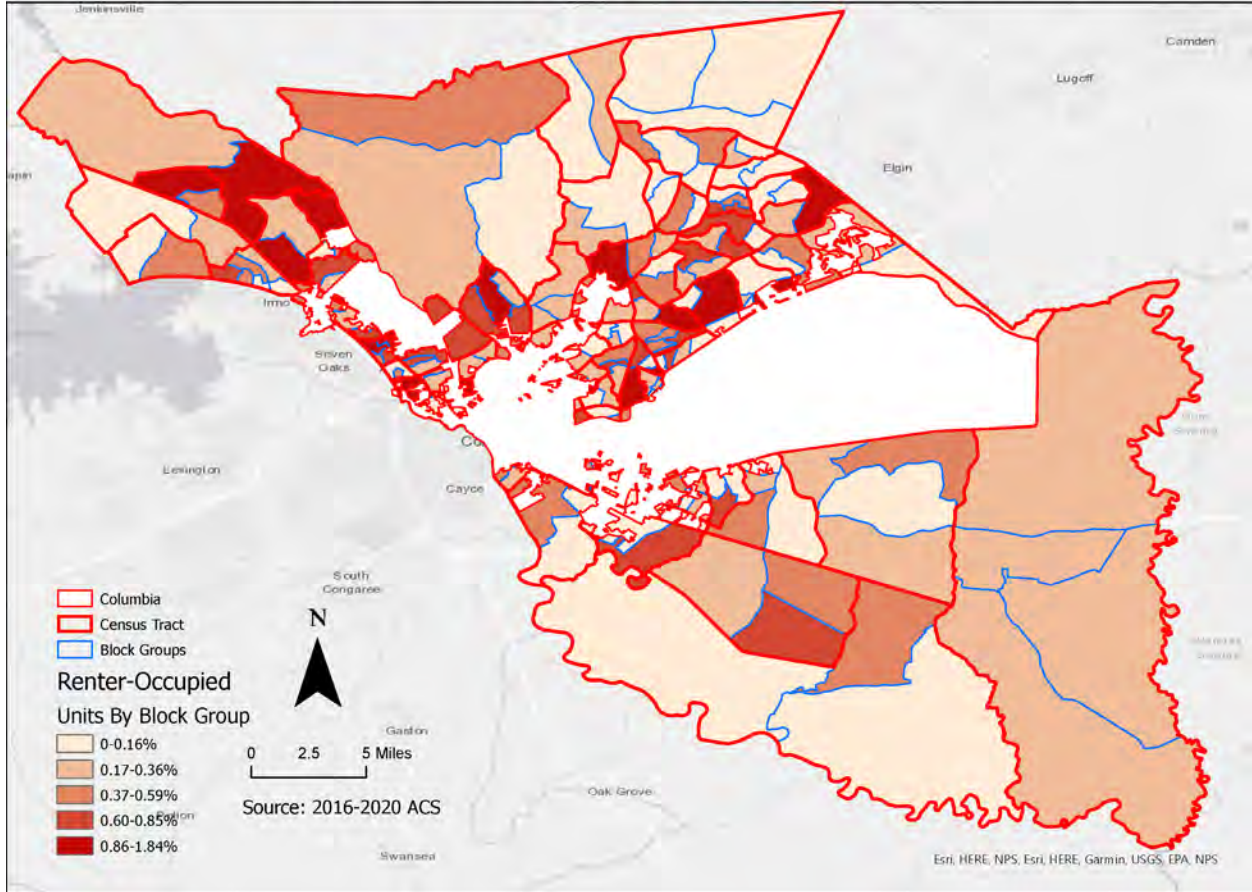 Jenkinsville
Camden
Lugoff
Elgin
apin
Irmo
Seven
Oaks
Co
Lexington
Cayce
South
Congaree
Columbia
N
Census Tract
Block Groups
Renter-Occupied
Units By Block Group
0-0.16%
0.17-0.36%
0.37-0.59%
0.60-0.85%
0.86-1.84%
0 2.5 5 Miles
Source: 2016-2020 ACS
Gaston
Oak Grove
Swansea
Esri, HERE, NPS, Esri, HERE, Garmin, USGS, EPA, NPS